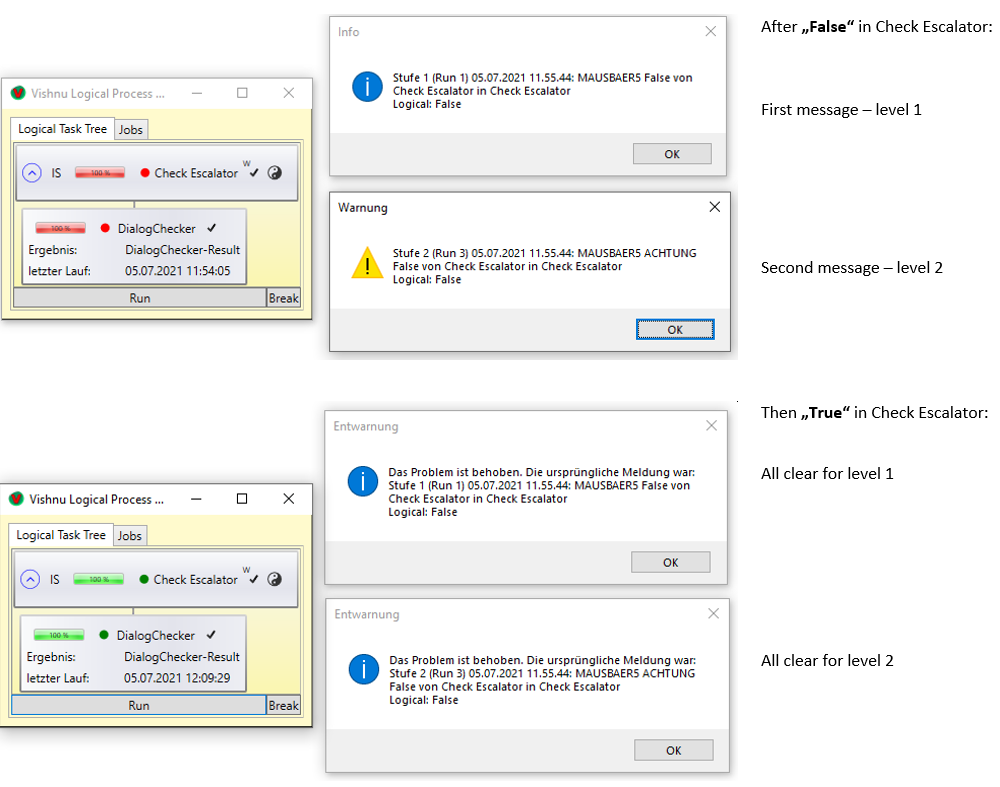 Info
Stufe 1 (Run 1) 05.07.2021 11.55.44: MAUSBAER5 False von
Check Escalator in Check Escalator
Logical: False
OK
After „False“ in Check Escalator:
First message – level 1
Vishnu Logical Process ...
Logical Task Tree Jobs
IS 100 % Check Escalator W
100 % DialogChecker
Ergebnis: DialogChecker-Result
letzter Lauf: 05.07.2021 11:54:05
Run Break
Warnung
Stufe 2 (Run 3) 05.07.2021 11.55.44: MAUSBAER5 ACHTUNG
False von Check Escalator in Check Escalator
Logical: False
OK
Second message – level 2
Then „True“ in Check Escalator:
Entwarnung
Das Problem ist behoben. Die ursprüngliche Meldung war:
Stufe 1 (Run 1) 05.07.2021 11.55.44: MAUSBAER5 False von
Check Escalator in Check Escalator
Logical: False
OK
All clear for level 1
Vishnu Logical Process ...
Logical Task Tree Jobs
IS 100 % Check Escalator W
100 % DialogChecker
Ergebnis: DialogChecker-Result
letzter Lauf: 05.07.2021 12:09:29
Run Break
Entwarnung
Das Problem ist behoben. Die ursprüngliche Meldung war:
Stufe 2 (Run 3) 05.07.2021 11.55.44: MAUSBAER5 ACHTUNG
False von Check Escalator in Check Escalator
Logical: False
OK
All clear for level 2